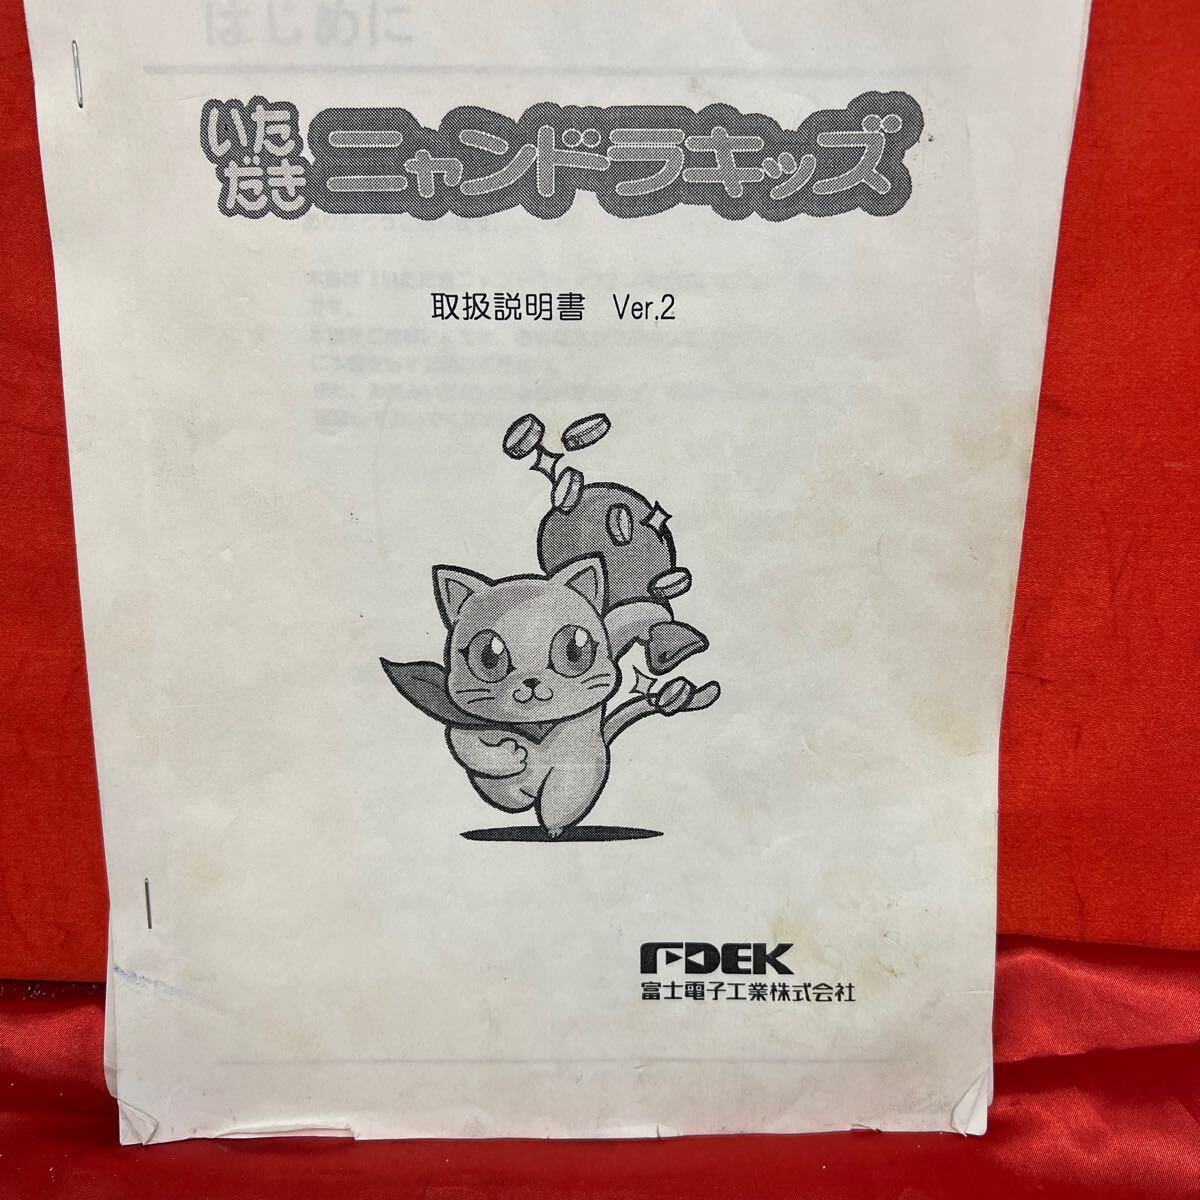 はじめに
いただき ニャンドラキッズ
取扱説明書 Ver.2
FDEK
富士電子工業株式会社